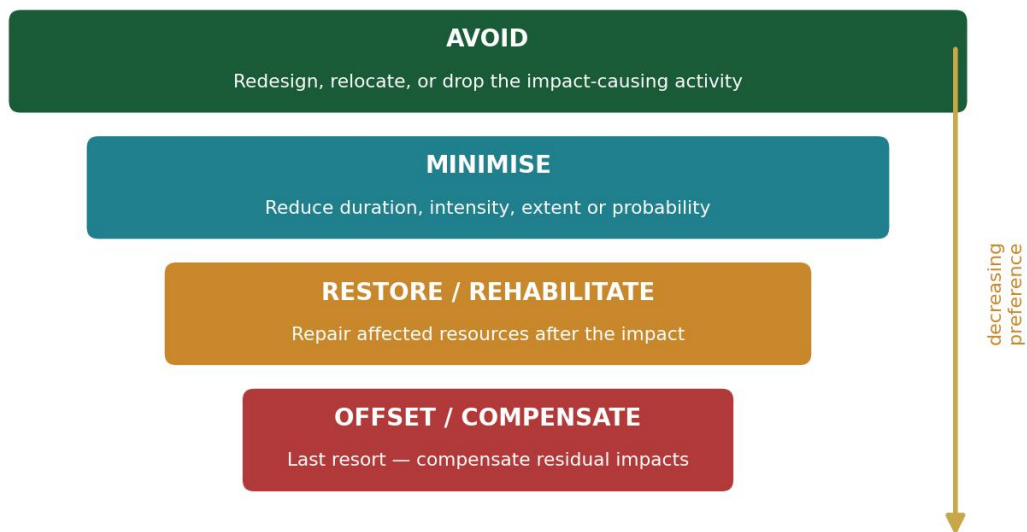 AVOID
Redesign, relocate, or drop the impact-causing activity
MINIMISE
Reduce duration, intensity, extent or probability
RESTORE / REHABILITATE
Repair affected resources after the impact
OFFSET / COMPENSATE
Last resort — compensate residual impacts
decreasing
preference